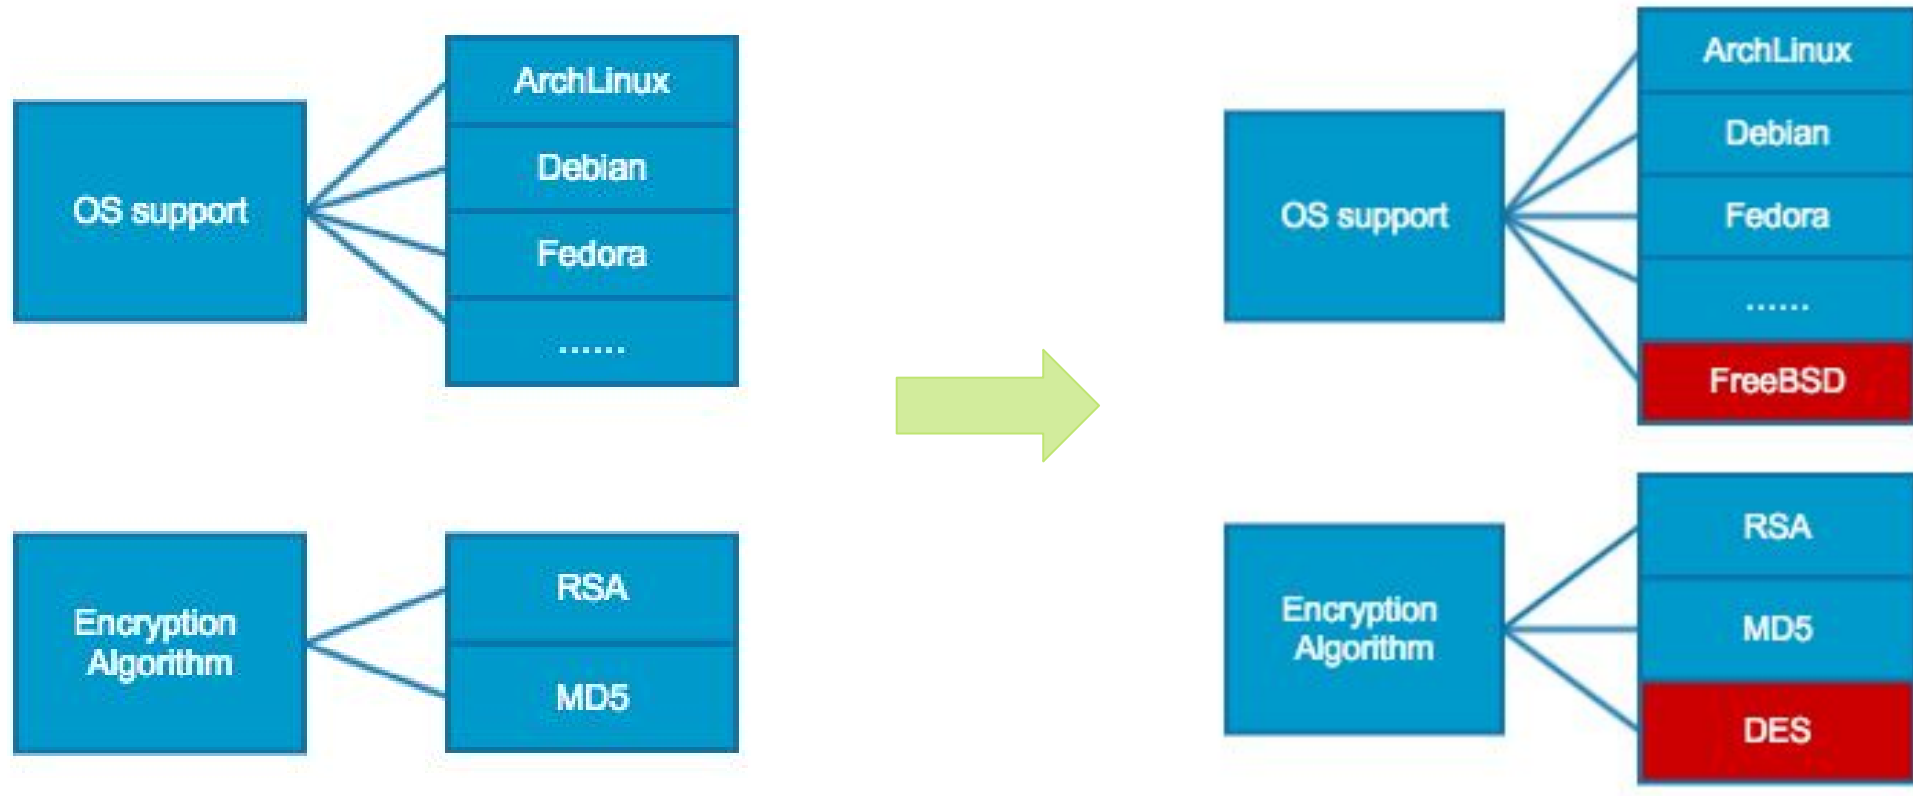 OS support
ArchLinux
Debian
Fedora
......
Encryption
Algorithm
RSA
MD5
OS support
ArchLinux
Debian
Fedora
......
FreeBSD
Encryption
Algorithm
RSA
MD5
DES